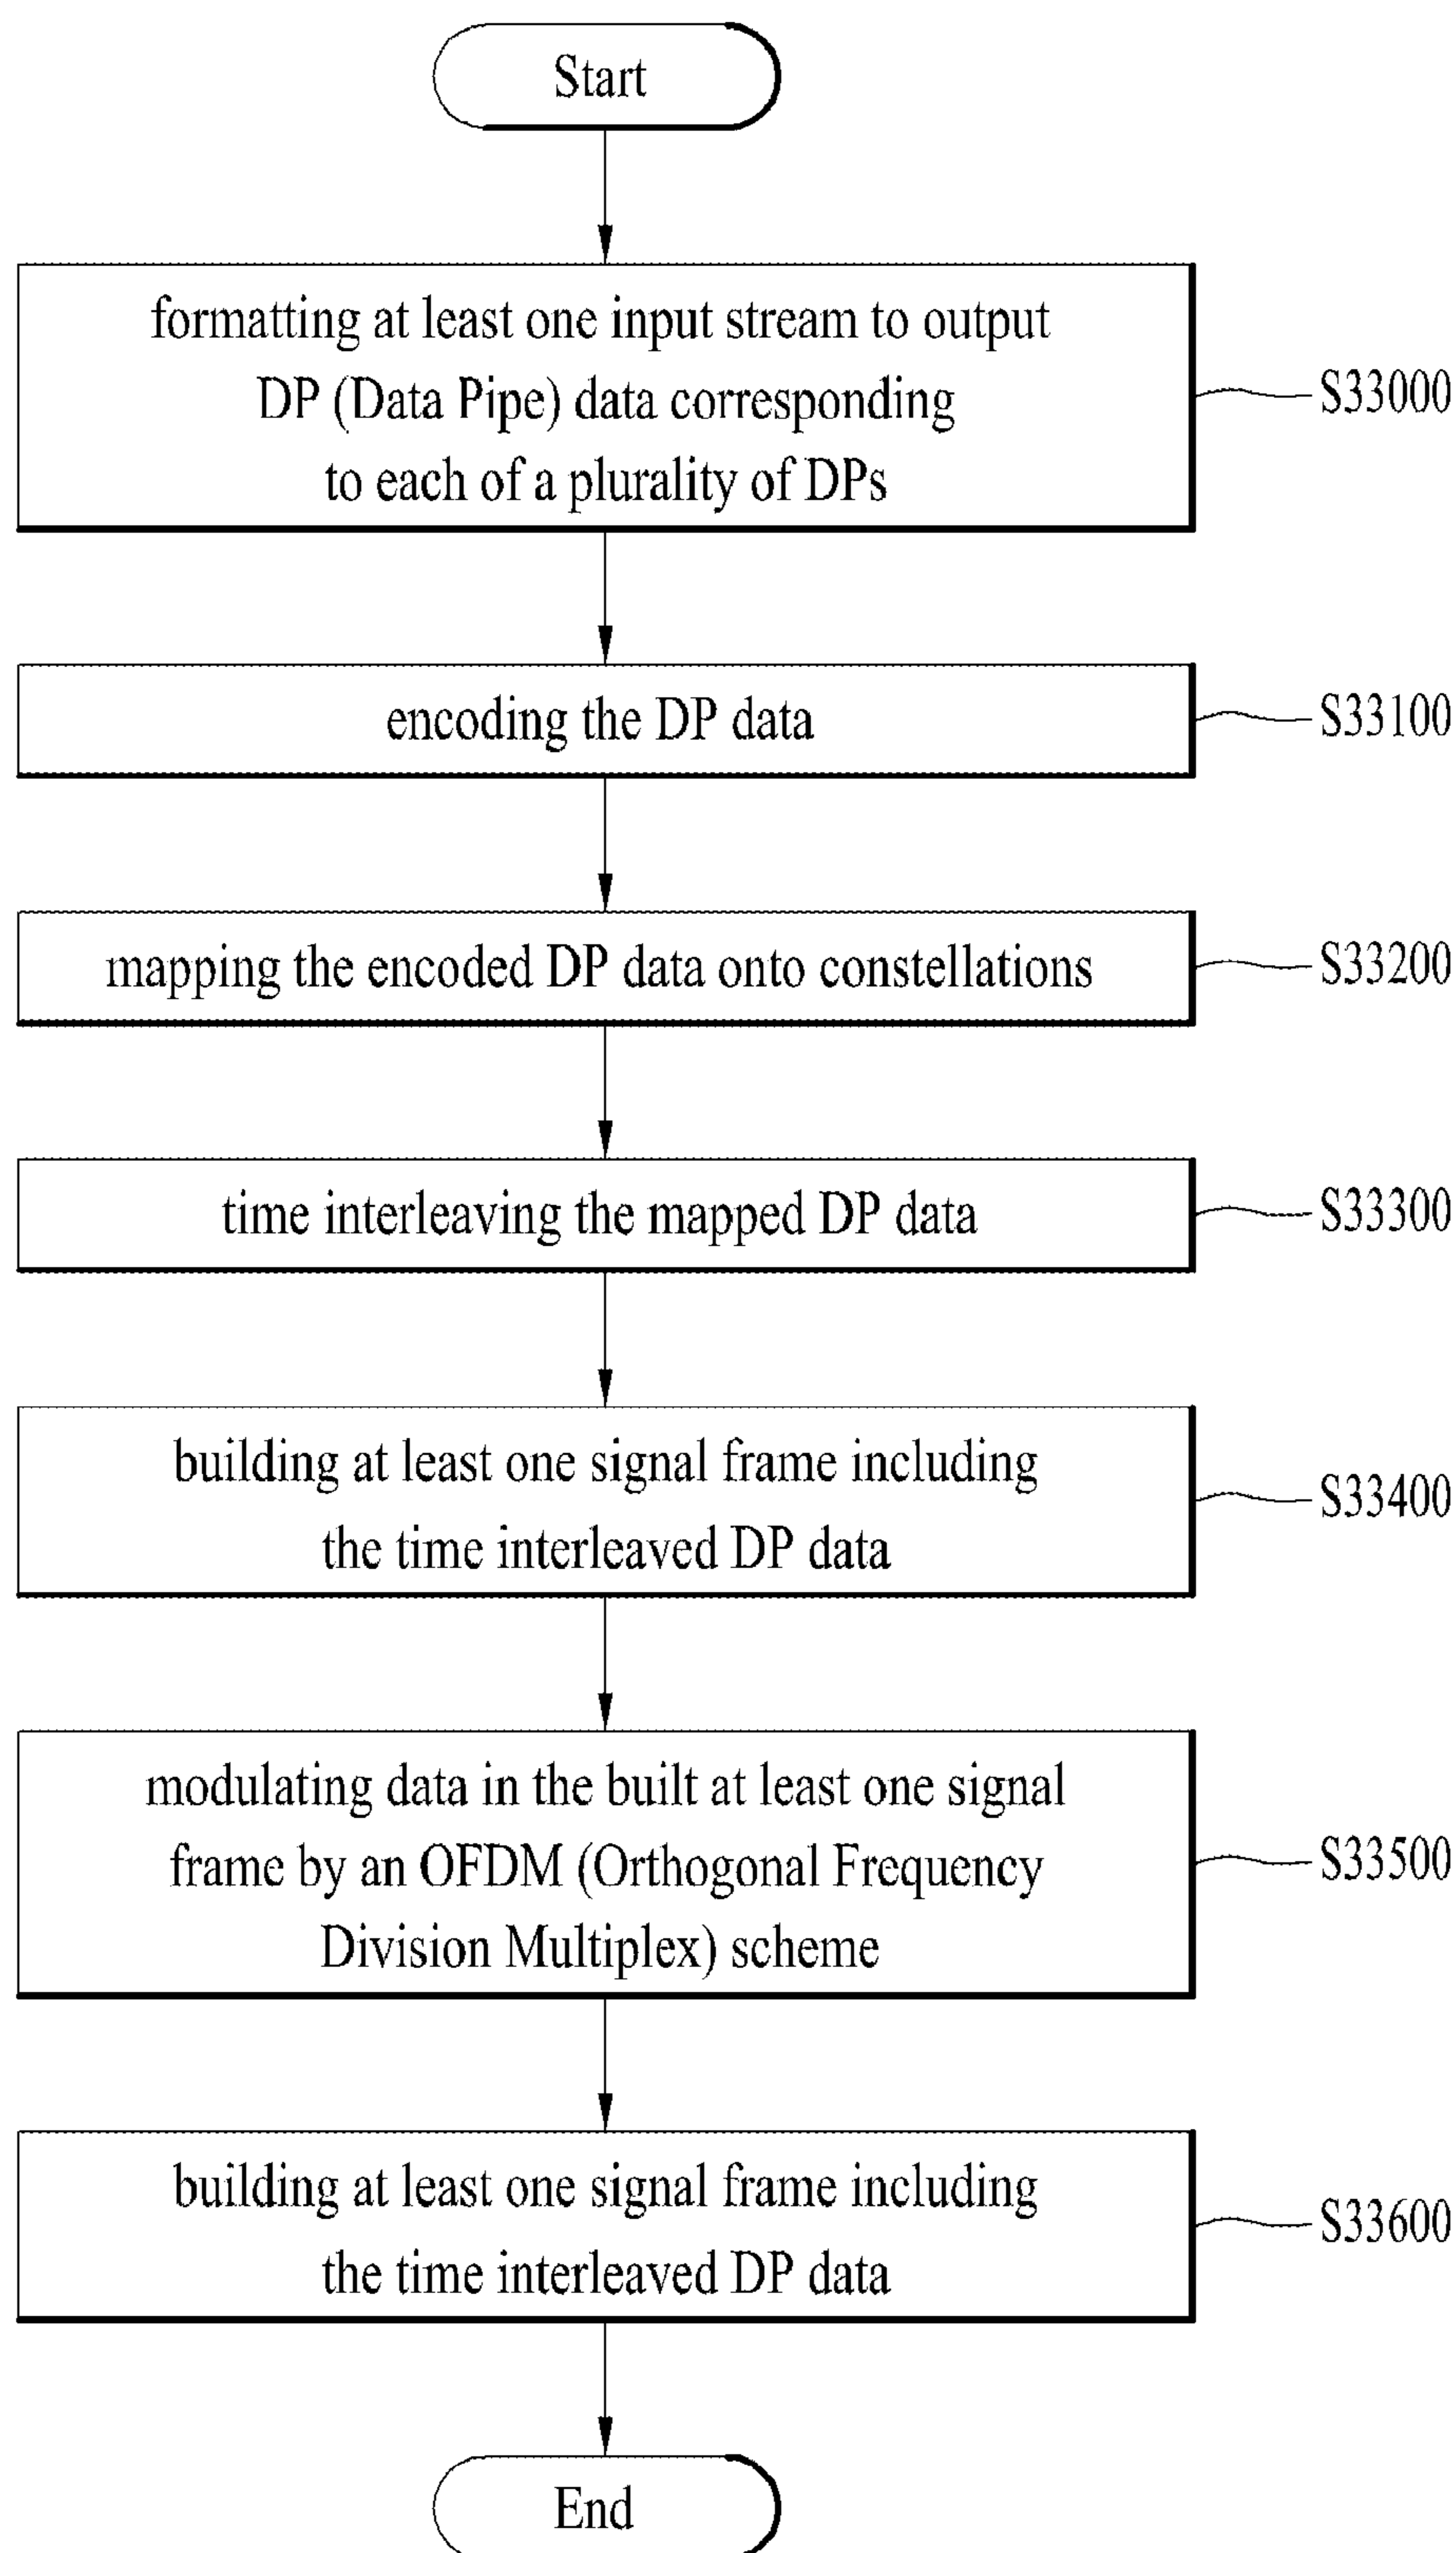 Start
formatting at least one input stream to output
DP (Data Pipe) data corresponding
to each of a plurality of DPs
S33000
encoding the DP data
S33100
mapping the encoded DP data onto constellations
S33200
time interleaving the mapped DP data
S33300
building at least one signal frame including
the time interleaved DP data
S33400
modulating data in the built at least one signal
frame by an OFDM (Orthogonal Frequency
Division Multiplex) scheme
S33500
building at least one signal frame including
the time interleaved DP data
S33600
End